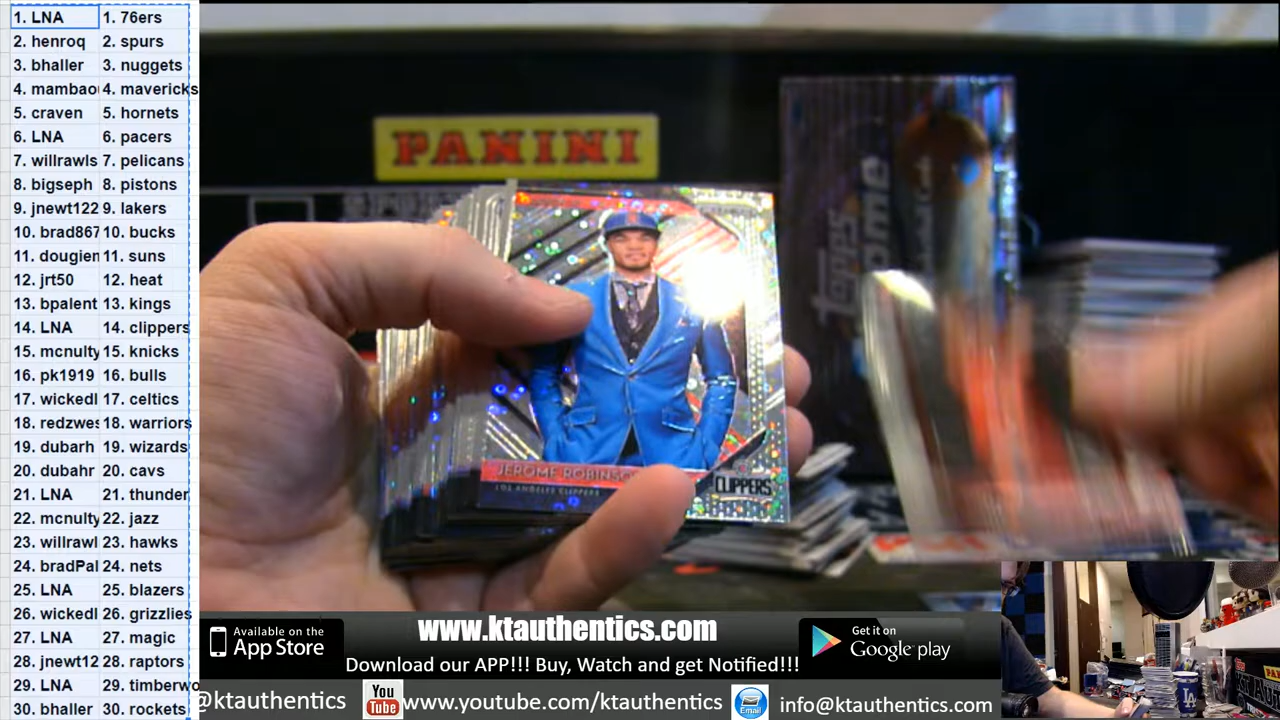 1. LNA 1. 76ers
2. henroq 2. spurs
3. bhaller 3. nuggets
4. mambaou 4. mavericks
5. craven 5. hornets
6. LNA 6. pacers
7. willrawls 7. pelicans
8. bigseph 8. pistons
9. jnewt122 9. lakers
10. brad867 10. bucks
11. dougiem 11. suns
12. jrt50 12. heat
13. bpalent 13. kings
14. LNA 14. clippers
15. mcnulty 15. knicks
16. pk1919 16. bulls
17. wickedl 17. celtics
18. redzwes 18. warriors
19. dubarh 19. wizards
20. dubahr 20. cavs
21. LNA 21. thunder
22. mcnulty 22. jazz
23. willrawl 23. hawks
24. bradPal 24. nets
25. LNA 25. blazers
26. wickedl 26. grizzlies
27. LNA 27. magic
28. jnewt12 28. raptors
29. LNA 29. timberwo
30. bhaller 30. rockets
PANINI
Topps
JEROME ROBINSO
LOS ANGELES CLIPPERS
CLIPPERS
LA
Available on the
App Store
www.ktauthentics.com
Download our APP!!! Buy, Watch and get Notified!!!
Get it on
Google play
@ktauthentics
You
Tube
www.youtube.com/ktauthentics
Email
info@ktauthentics.com